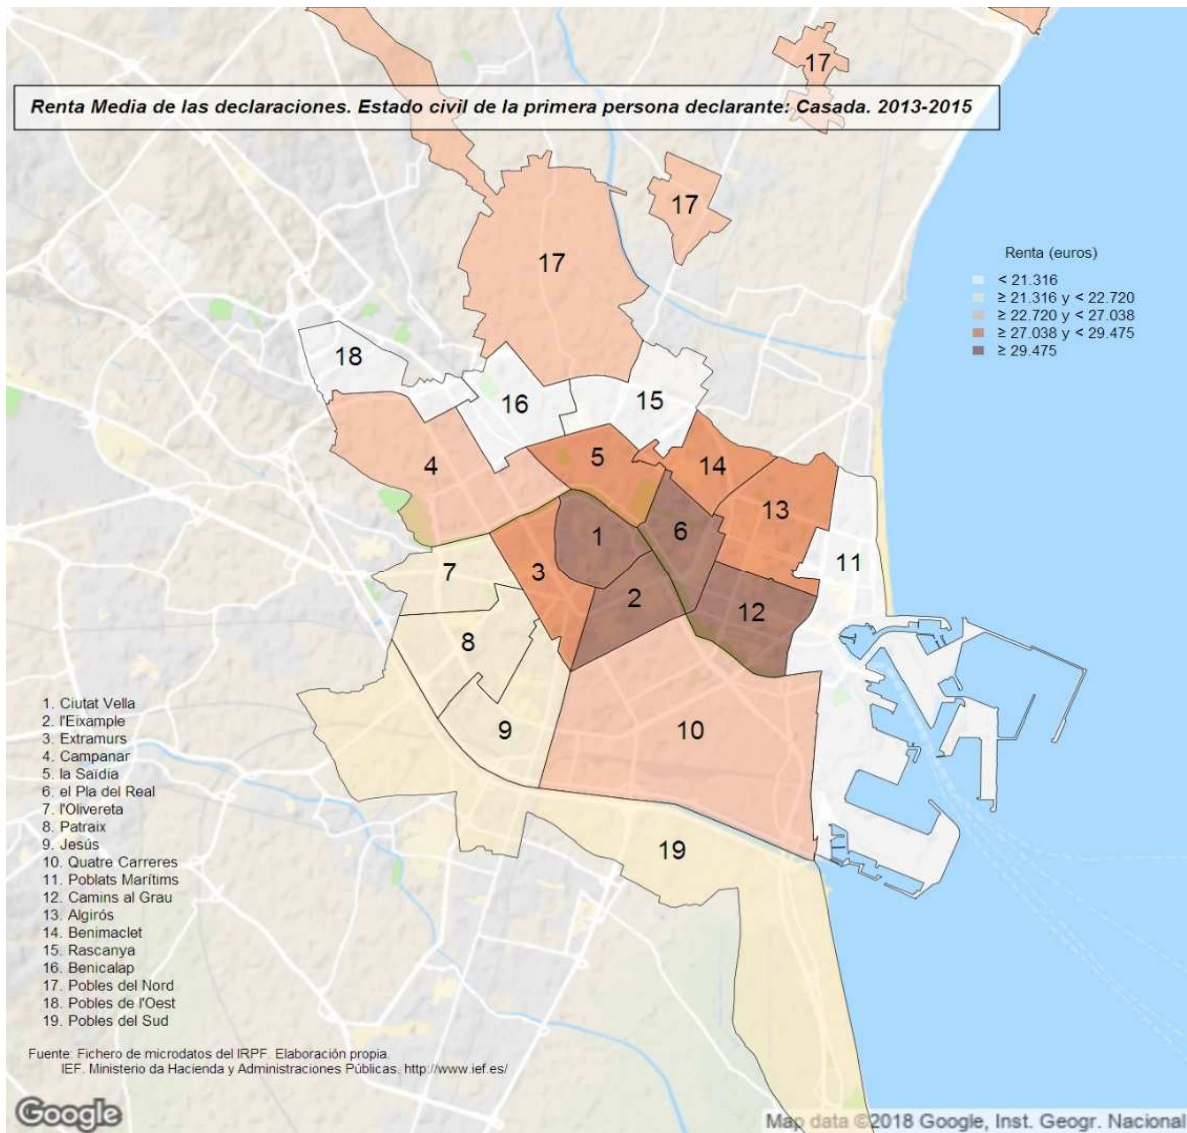 17
Renta Media de las declaraciones. Estado civil de la primera persona declarante: Casada. 2013-2015
17
17
Renta (euros)
< 21.316
≥ 21.316 y < 22.720
≥ 22.720 y < 27.038
≥ 27.038 y < 29.475
≥ 29.475
18
16
15
4
5
14
13
1
6
11
7
3
2
12
8
9
10
19
1. Ciutat Vella
2. l'Eixample
3. Extramurs
4. Campanar
5. la Saïdia
6. el Pla del Real
7. l'Olivereta
8. Patraix
9. Jesús
10. Quatre Carreres
11. Poblats Marítims
12. Camins al Grau
13. Algirós
14. Benimaclet
15. Rascanya
16. Benicalap
17. Pobles del Nord
18. Pobles de l'Oest
19. Pobles del Sud
Fuente: Fichero de microdatos del IRPF. Elaboración propia.
IEF. Ministerio da Hacienda y Administraciones Públicas. http://www.ief.es/
Google
Map data ©2018 Google, Inst. Geogr. Nacional